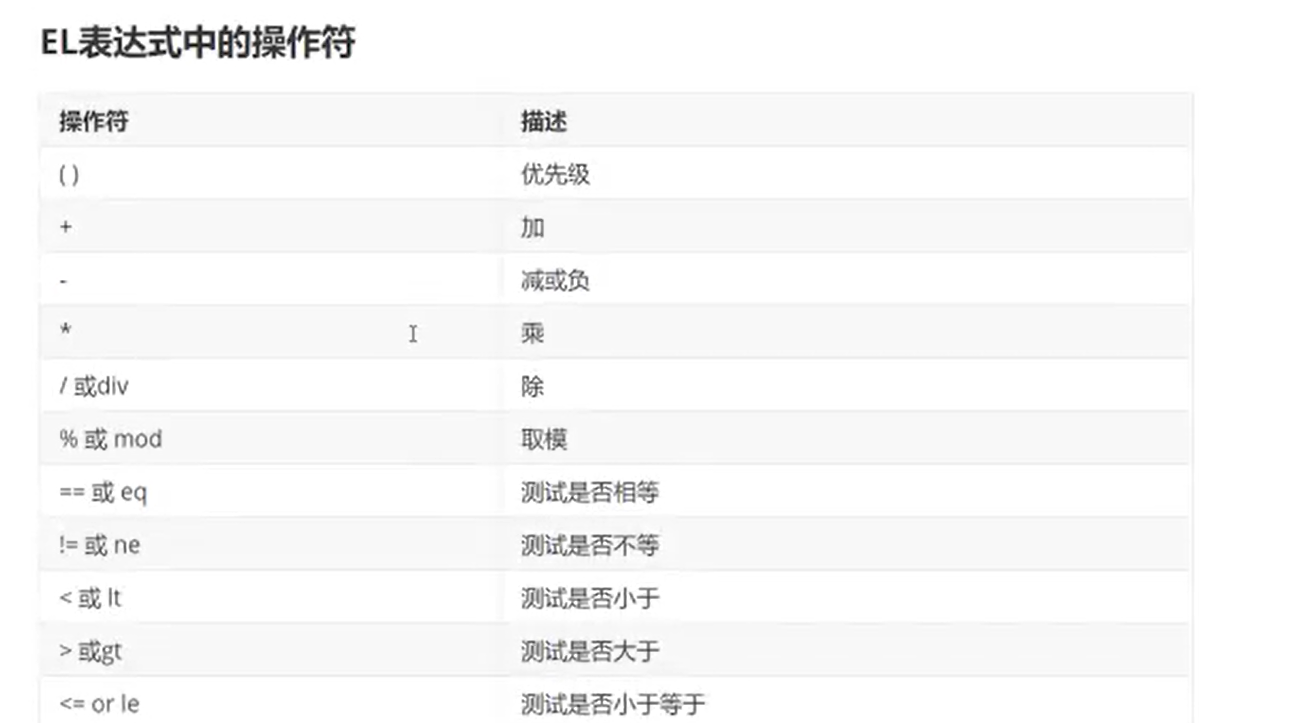 EL表达式中的操作符
操作符 描述
( ) 优先级
+ 加
- 减或负
* 乘
/ 或div 除
% 或 mod 取模
== 或 eq 测试是否相等
!= 或 ne 测试是否不等
< 或 lt 测试是否小于
> 或gt 测试是否大于
<= or le 测试是否小于等于